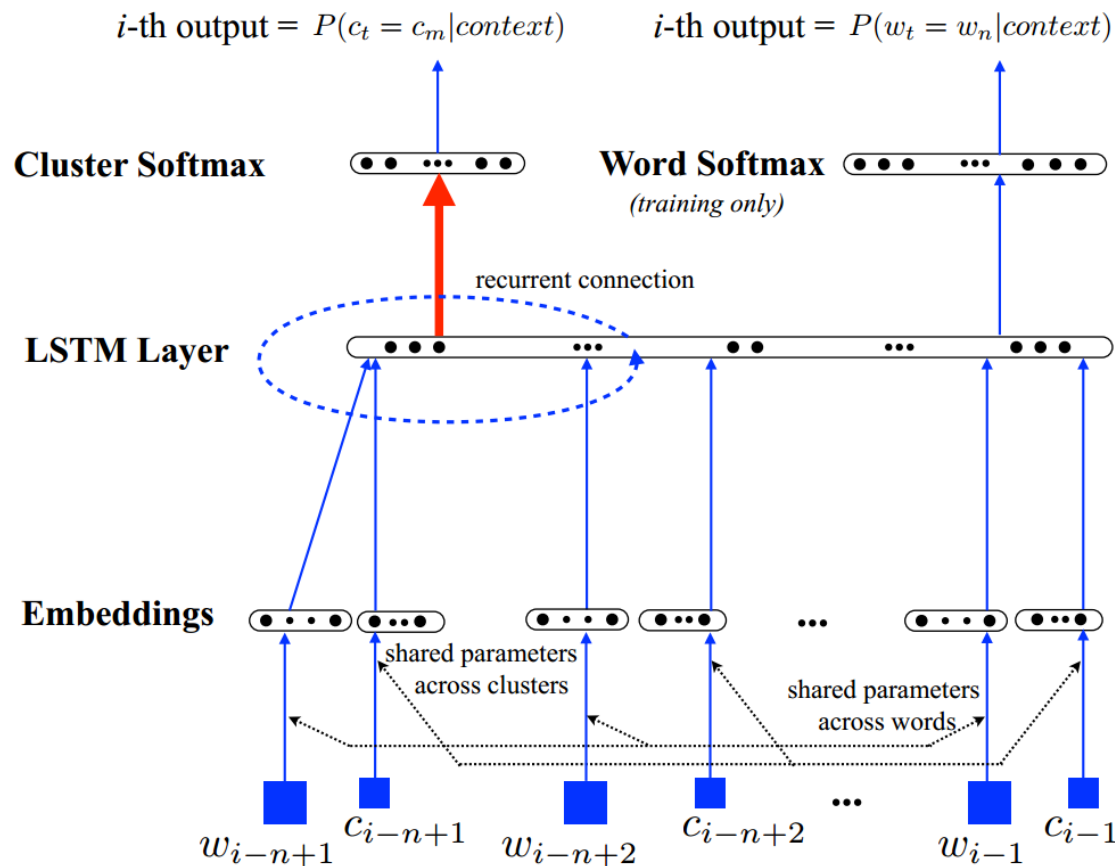 i-th output = P(c_t = c_m|context)
i-th output = P(w_t = w_n|context)
Cluster Softmax
Word Softmax
(training only)
recurrent connection
LSTM Layer
Embeddings
shared parameters
across clusters
shared parameters
across words
w_{i-n+1}
c_{i-n+1}
w_{i-n+2}
c_{i-n+2}
...
w_{i-1}
c_{i-1}